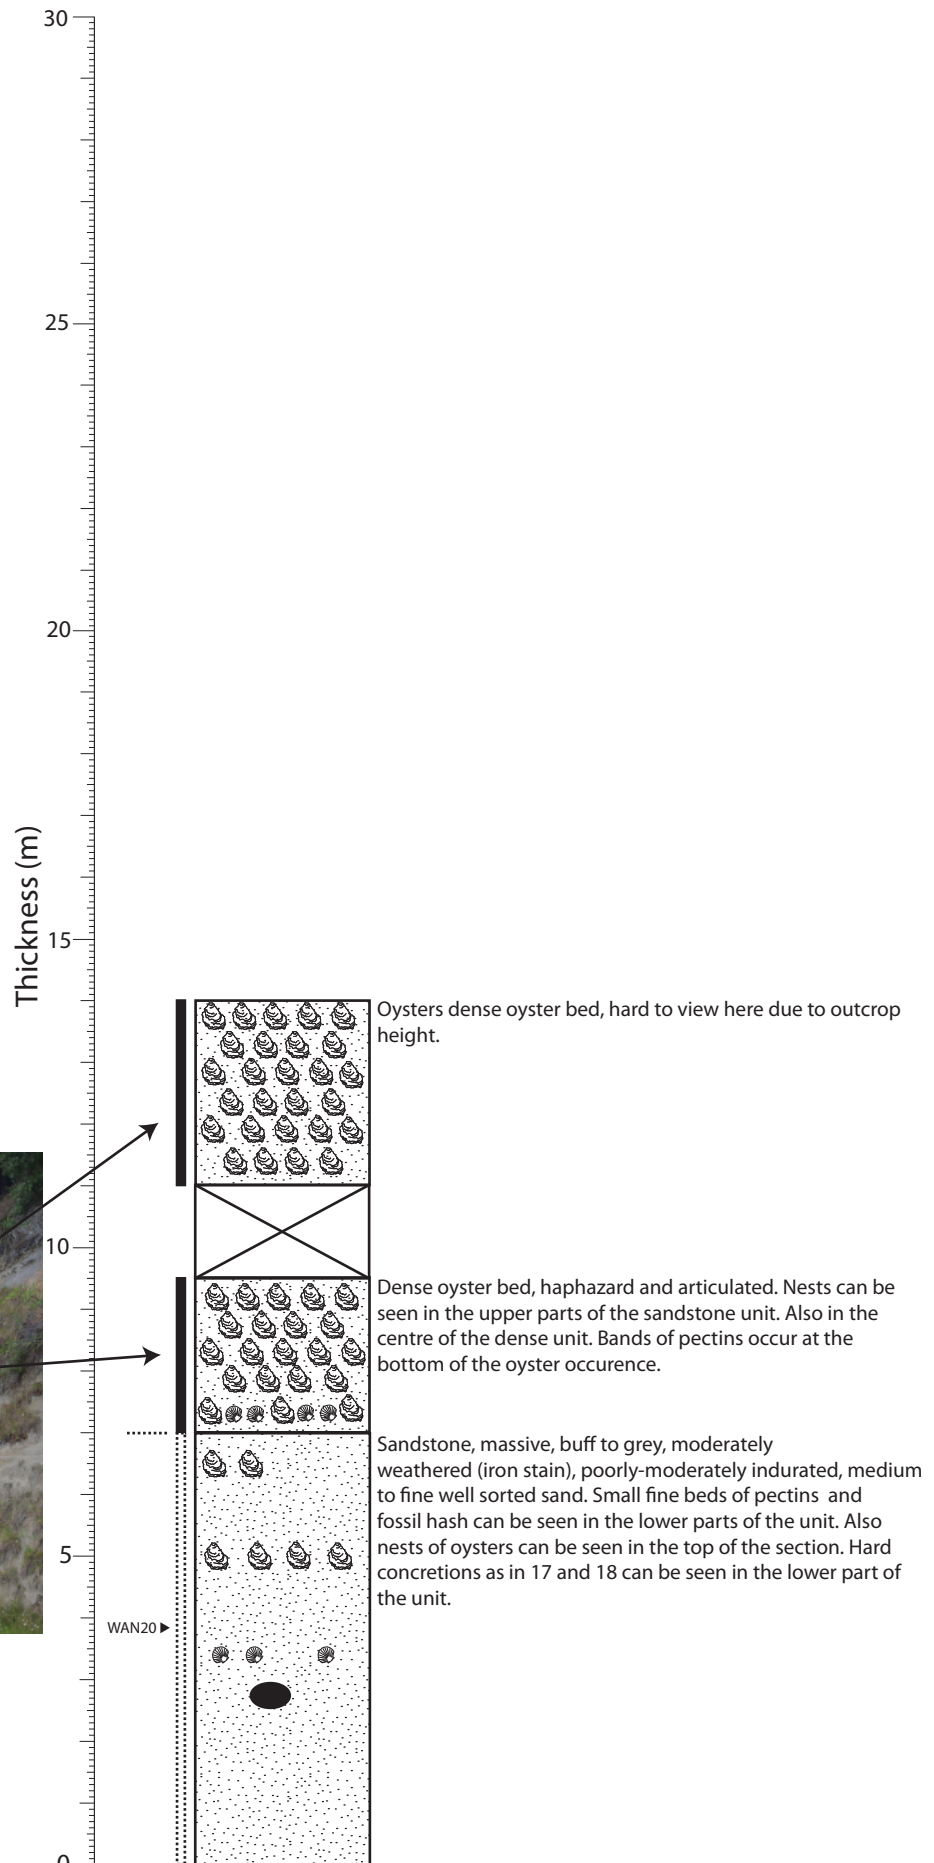 30
25
20
Thickness (m)
15
Oysters dense oyster bed, hard to view here due to outcrop
height.
10
Dense oyster bed, haphazard and articulated. Nests can be
seen in the upper parts of the sandstone unit. Also in the
centre of the dense unit. Bands of pectins occur at the
bottom of the oyster occurence.
Sandstone, massive, buff to grey, moderately
weathered (iron stain), poorly-moderately indurated, medium
to fine well sorted sand. Small fine beds of pectins and
fossil hash can be seen in the lower parts of the unit. Also
nests of oysters can be seen in the top of the section. Hard
concretions as in 17 and 18 can be seen in the lower part of
the unit.
5
WAN20
0